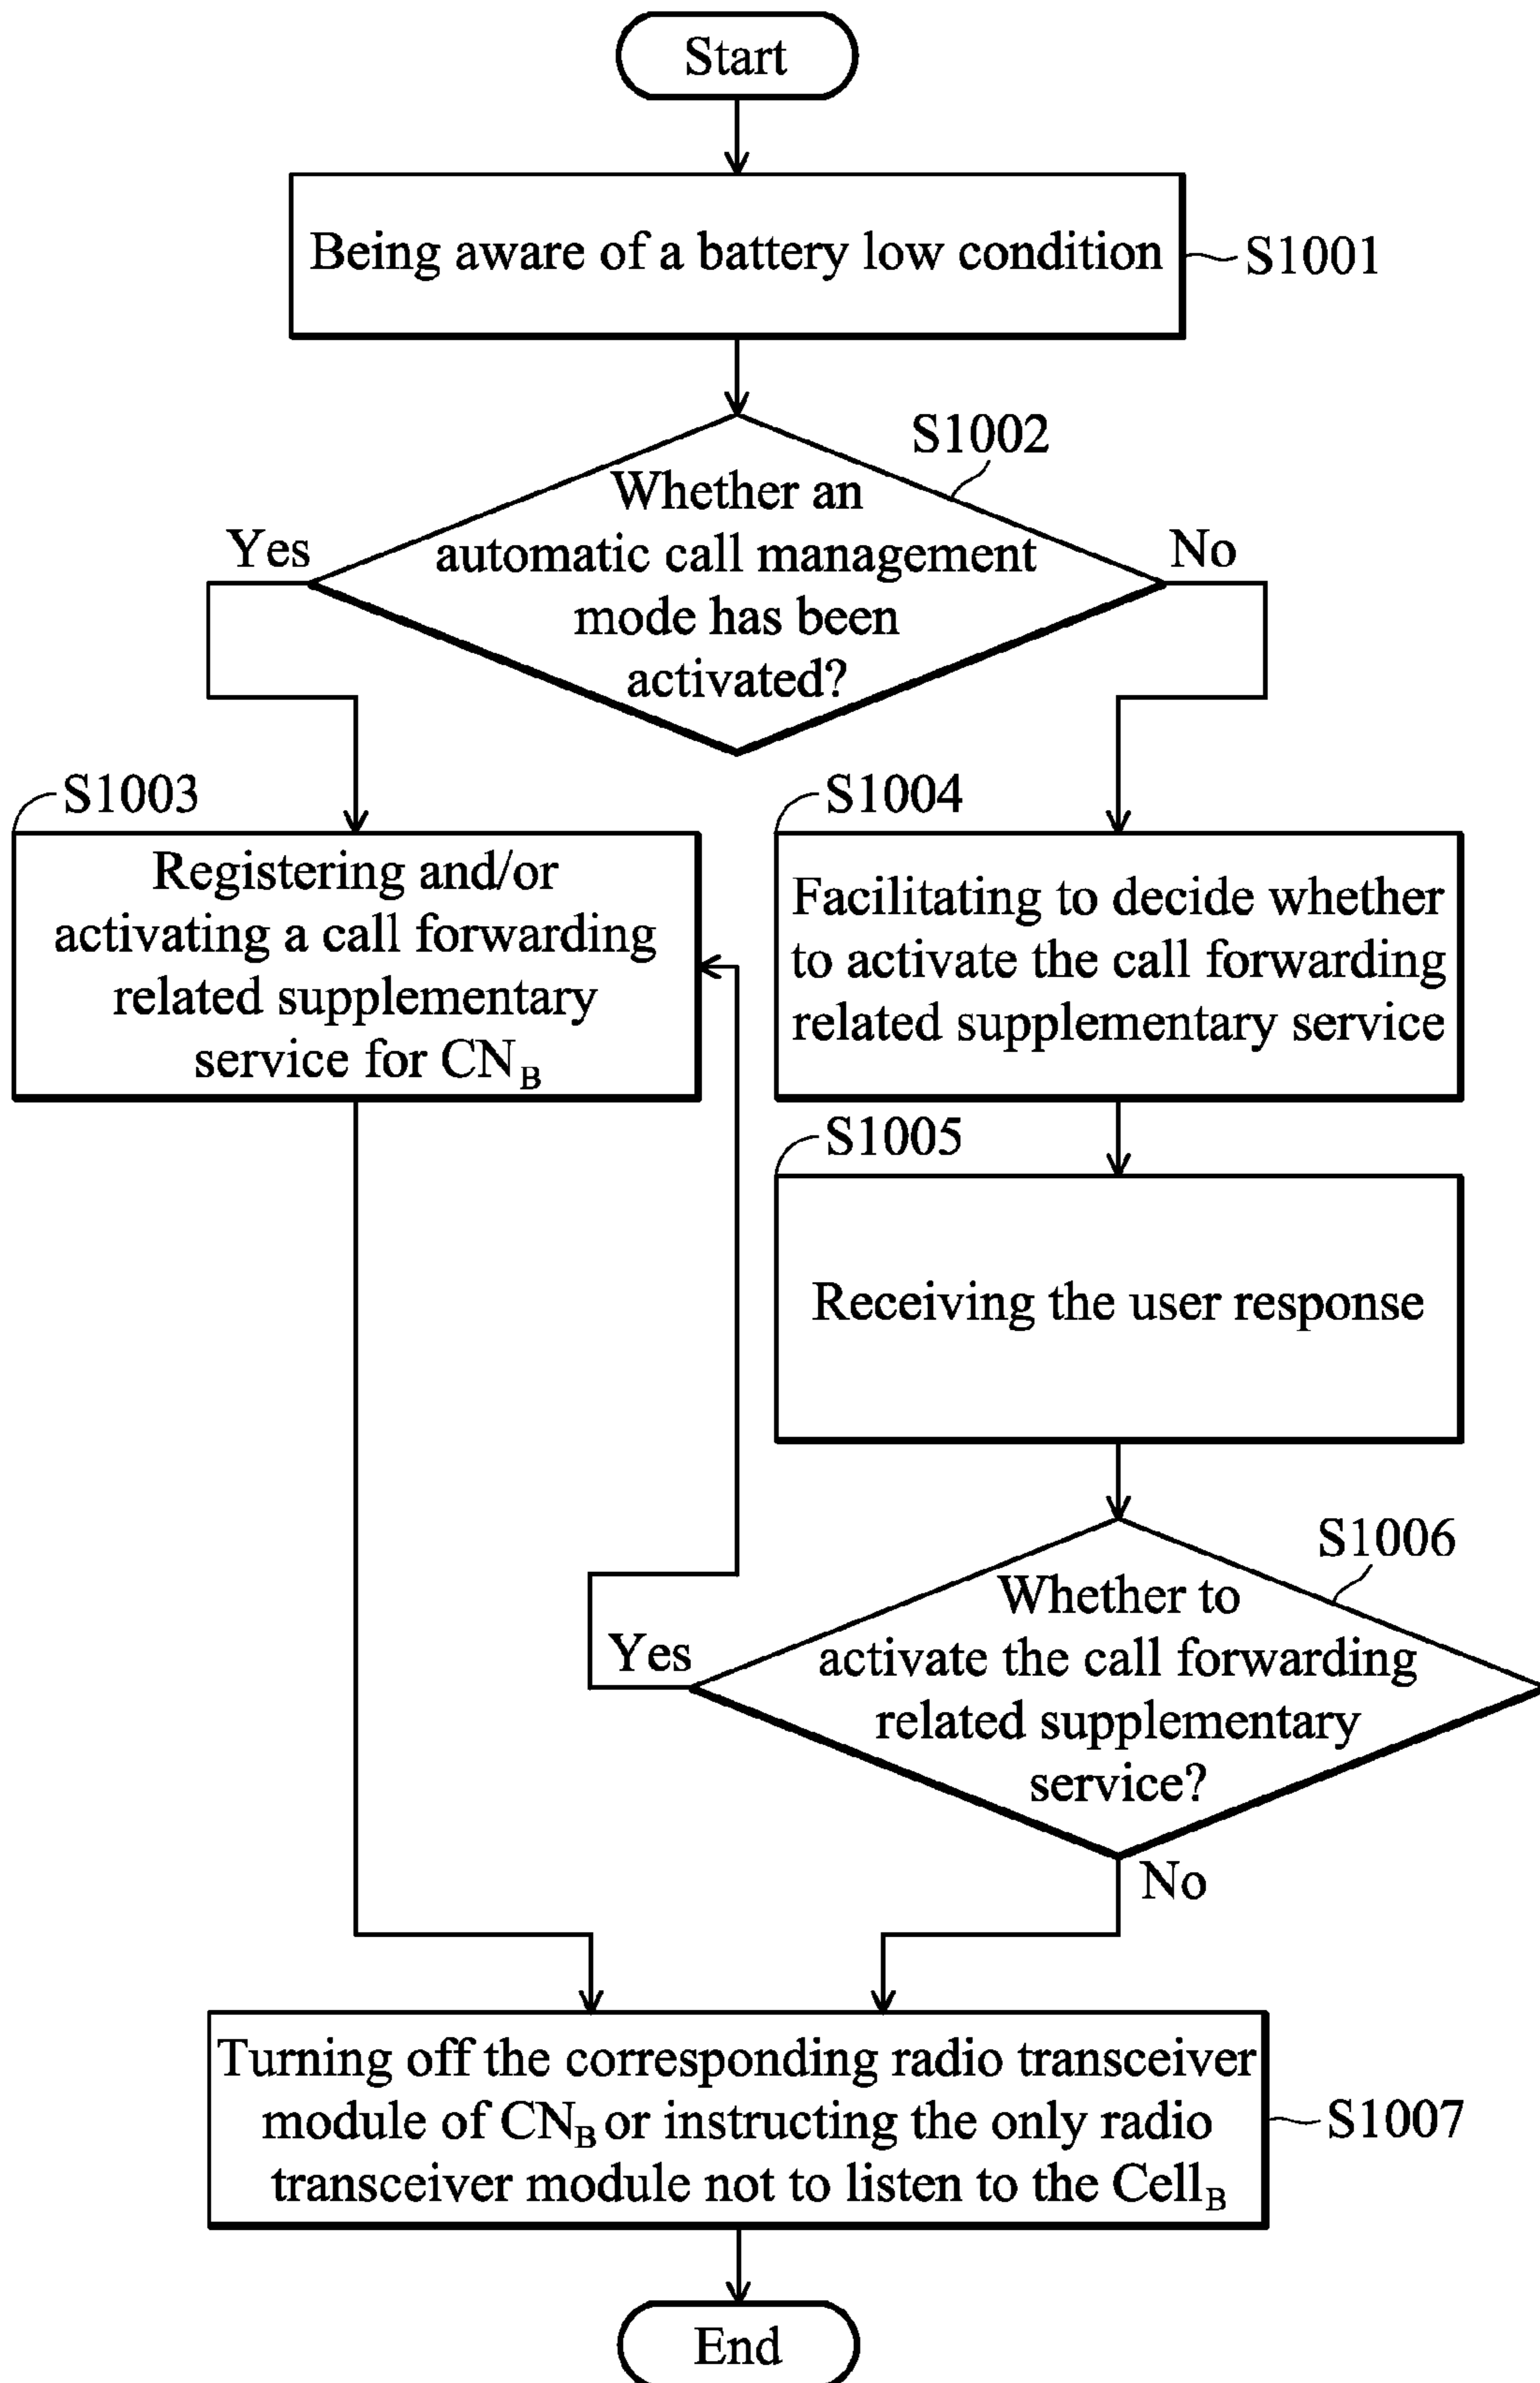 Start
Being aware of a battery low condition
S1001
S1002
Whether an
automatic call management
mode has been
activated?
Yes
No
S1003
Registering and/or
activating a call forwarding
related supplementary
service for CN_B
S1004
Facilitating to decide whether
to activate the call forwarding
related supplementary service
S1005
Receiving the user response
S1006
Whether to
activate the call forwarding
related supplementary
service?
Yes
No
Turning off the corresponding radio transceiver
module of CN_B or instructing the only radio
transceiver module not to listen to the Cell_B
S1007
End